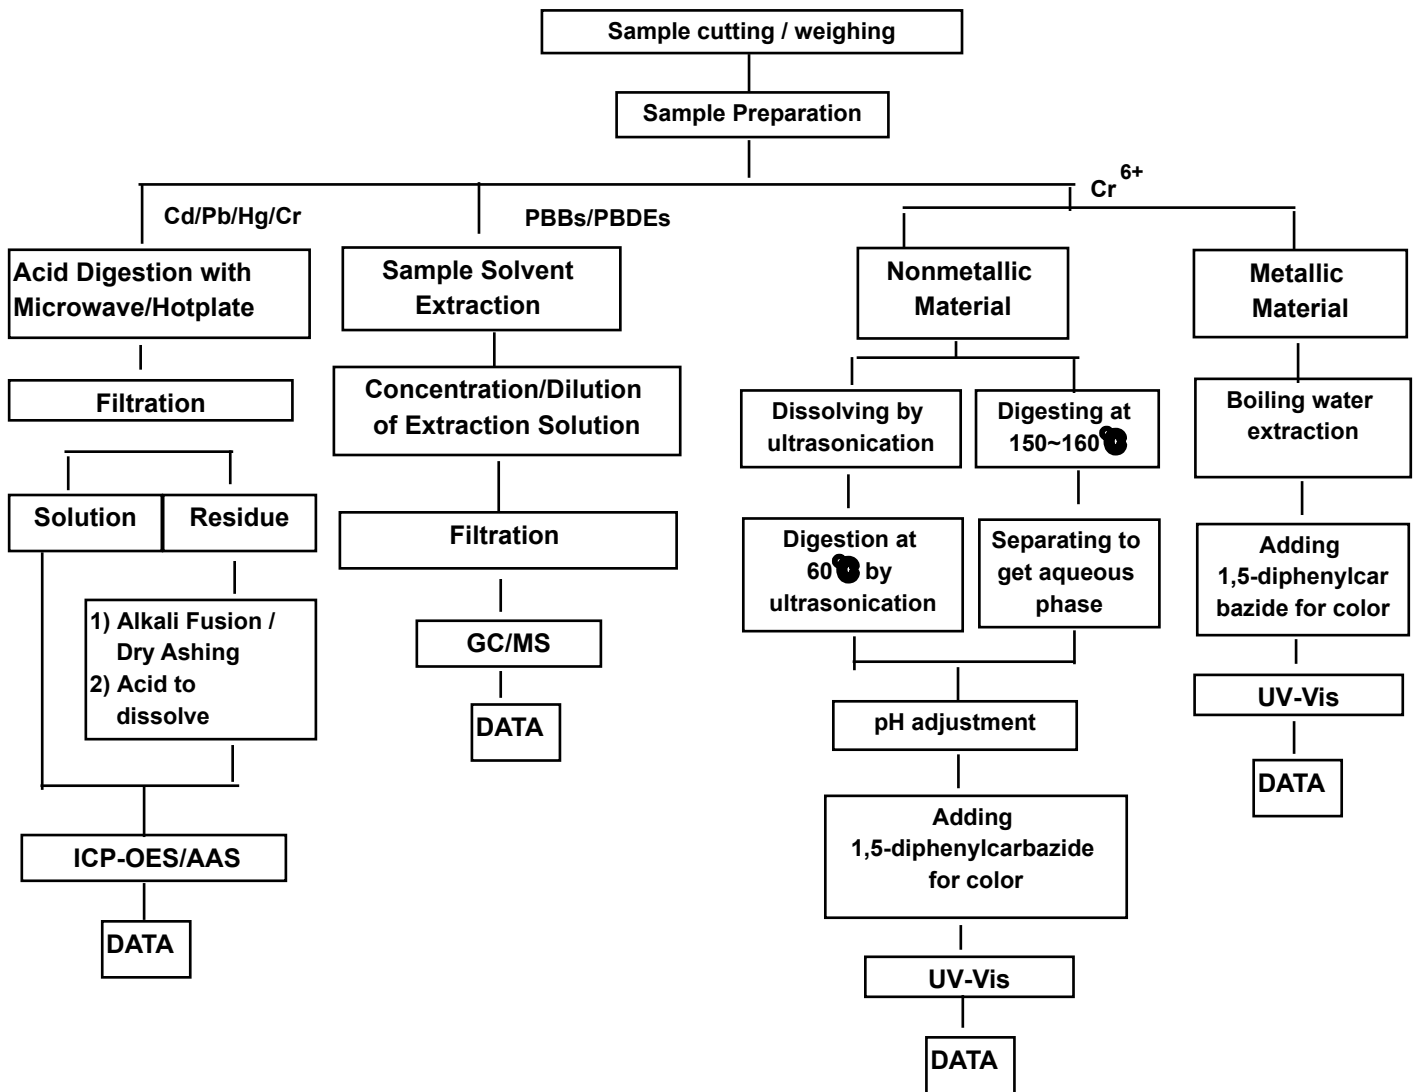 Sample cutting / weighing
Sample Preparation
Cd/Pb/Hg/Cr
PBBs/PBDEs
Cr 6+
Acid Digestion with
Microwave/Hotplate
Filtration
Solution
Residue
1) Alkali Fusion /
Dry Ashing
2) Acid to
dissolve
ICP-OES/AAS
DATA
Sample Solvent
Extraction
Concentration/Dilution
of Extraction Solution
Filtration
GC/MS
DATA
Nonmetallic
Material
Dissolving by
ultrasonication
Digestion at
60 by
ultrasonication
Digesting at
150~160
Separating to
get aqueous
phase
pH adjustment
Adding
1,5-diphenylcarbazide
for color
UV-Vis
DATA
Metallic
Material
Boiling water
extraction
Adding
1,5-diphenylcar
bazide for color
UV-Vis
DATA